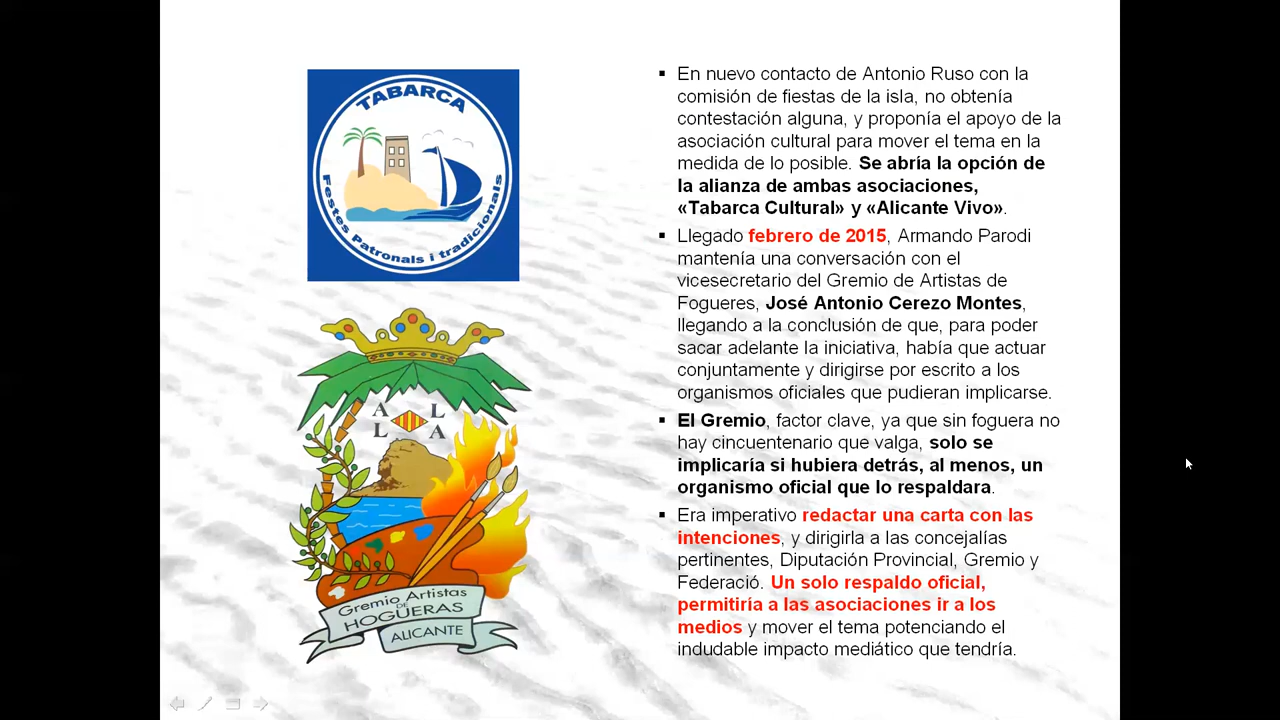 TABARCA
Festes Patronals i tradicionals
A L
L A
Gremio Artistas
DE
HOGUERAS
ALICANTE
▪ En nuevo contacto de Antonio Ruso con la
comisión de fiestas de la isla, no obtenía
contestación alguna, y proponía el apoyo de la
asociación cultural para mover el tema en la
medida de lo posible. Se abría la opción de
la alianza de ambas asociaciones,
«Tabarca Cultural» y «Alicante Vivo».
▪ Llegado febrero de 2015, Armando Parodi
mantenía una conversación con el
vicesecretario del Gremio de Artistas de
Fogueres, José Antonio Cerezo Montes,
llegando a la conclusión de que, para poder
sacar adelante la iniciativa, había que actuar
conjuntamente y dirigirse por escrito a los
organismos oficiales que pudieran implicarse.
▪ El Gremio, factor clave, ya que sin foguera no
hay cincuentenario que valga, solo se
implicaría si hubiera detrás, al menos, un
organismo oficial que lo respaldara.
▪ Era imperativo redactar una carta con las
intenciones, y dirigirla a las concejalías
pertinentes, Diputación Provincial, Gremio y
Federació. Un solo respaldo oficial,
permitiría a las asociaciones ir a los
medios y mover el tema potenciando el
indudable impacto mediático que tendría.